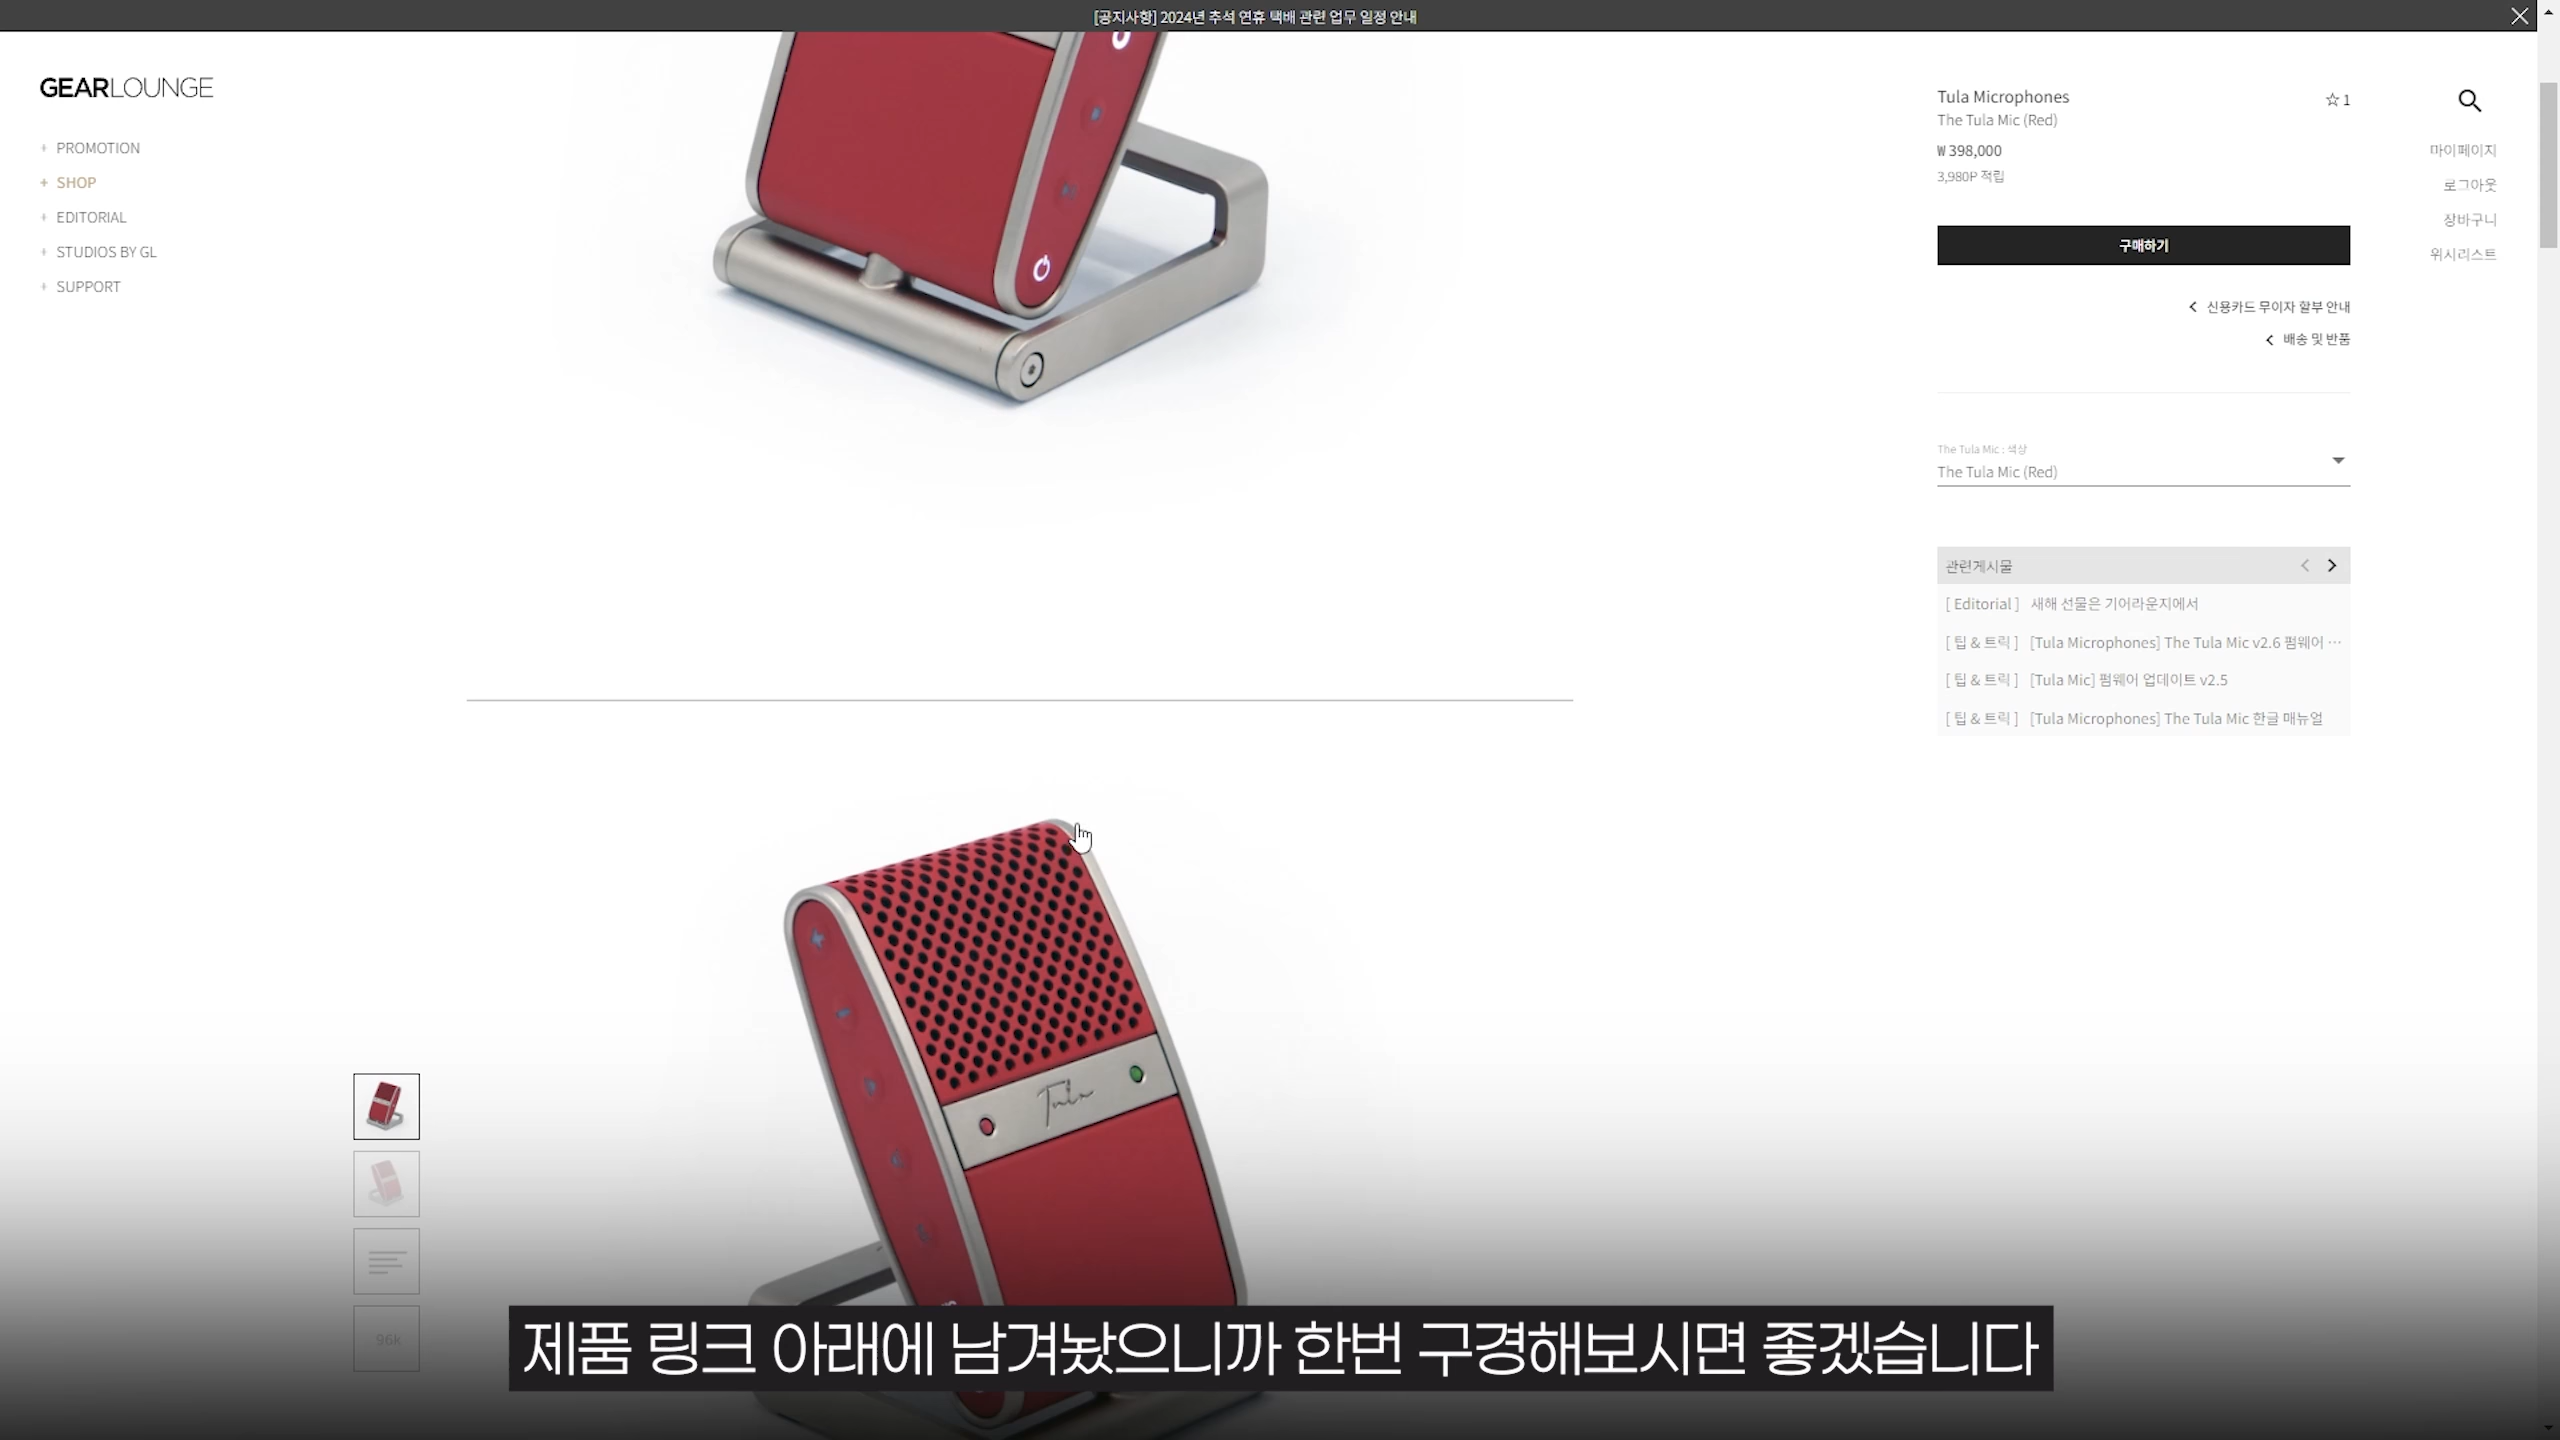 [공지사항] 2024년 추석 연휴 택배 관련 업무 일정 안내
GEARLOUNGE
+ PROMOTION
+ SHOP
+ EDITORIAL
+ STUDIOS BY GL
+ SUPPORT
Tula Microphones
☆ 1
The Tula Mic (Red)
₩ 398,000
3,980P 적립
구매하기
신용카드 무이자 할부 안내
배송 및 반품
마이페이지
로그아웃
장바구니
위시리스트
The Tula Mic : 색상
The Tula Mic (Red)
관련게시물
[ Editorial ] 새해 선물은 기어라운지에서
[ 팁 & 트릭 ] [Tula Microphones] The Tula Mic v2.6 펌웨어 …
[ 팁 & 트릭 ] [Tula Mic] 펌웨어 업데이트 v2.5
[ 팁 & 트릭 ] [Tula Microphones] The Tula Mic 한글 매뉴얼
Tula
96k
제품 링크 아래에 남겨놨으니까 한번 구경해보시면 좋겠습니다